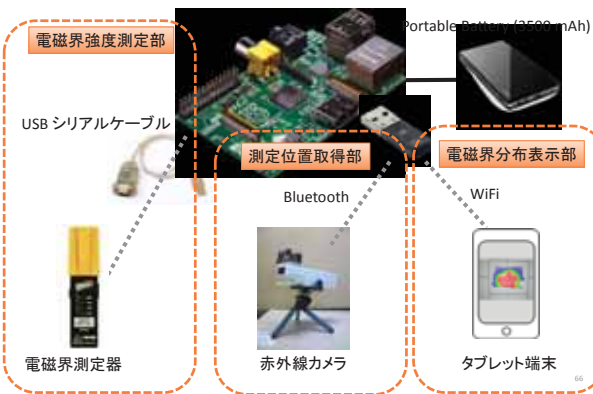 Portable Battery (3500 mAh)
電磁界強度測定部
USB シリアルケーブル
測定位置取得部
電磁界分布表示部
Bluetooth
WiFi
電磁界測定器
赤外線カメラ
タブレット端末
66